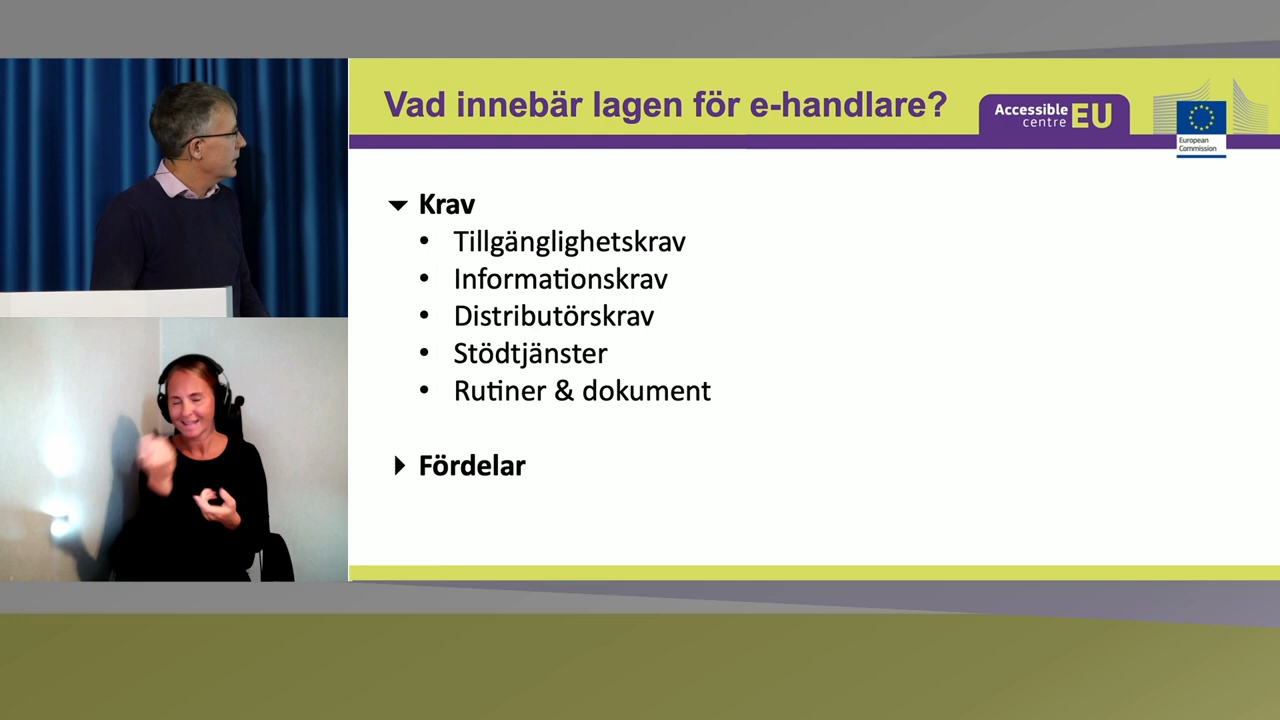 Vad innebär lagen för e-handlare?
Accessible
centre EU
European
Commission
Krav
• Tillgänglighetskrav
• Informationskrav
• Distributörskrav
• Stödtjänster
• Rutiner & dokument
Fördelar